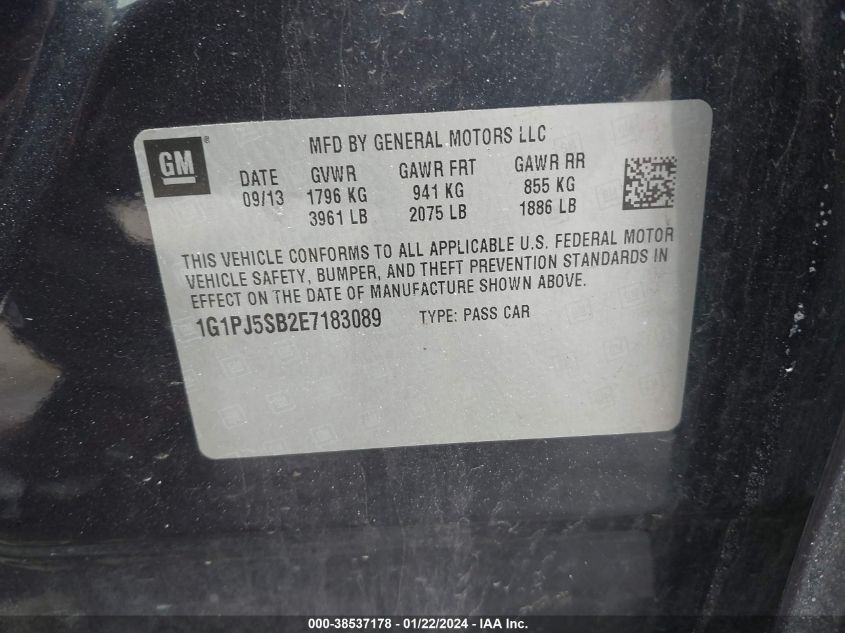 GM
MFD BY GENERAL MOTORS LLC
DATE GVWR GAWR FRT GAWR RR
09/13 1796 KG 941 KG 855 KG
3961 LB 2075 LB 1886 LB
THIS VEHICLE CONFORMS TO ALL APPLICABLE U.S. FEDERAL MOTOR
VEHICLE SAFETY, BUMPER, AND THEFT PREVENTION STANDARDS IN
EFFECT ON THE DATE OF MANUFACTURE SHOWN ABOVE.
1G1PJ5SB2E7183089 TYPE: PASS CAR
000-38537178 - 01/22/2024 - IAA Inc.